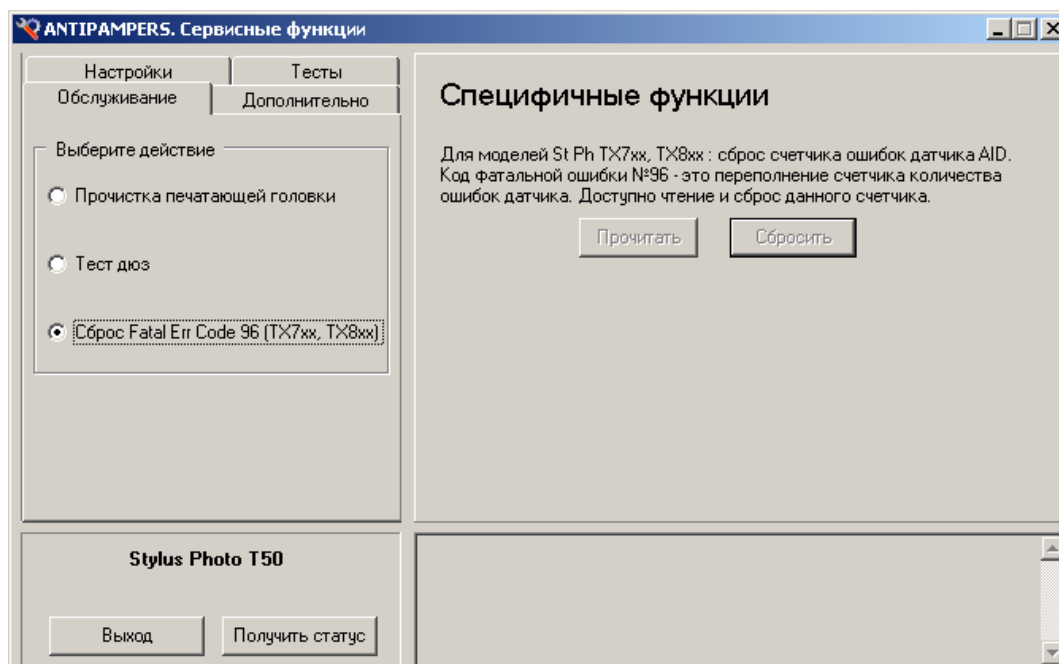 ANTIPAMPERS. Сервисные функции
Настройки
Тесты
Обслуживание
Дополнительно
Выберите действие
Прочистка печатающей головки
Тест дюз
Сброс Fatal Err Code 96 (TX7xx, TX8xx)
Специфичные функции
Для моделей St Ph TX7xx, TX8xx : сброс счетчика ошибок датчика AID.
Код фатальной ошибки №96 - это переполнение счетчика количества
ошибок датчика. Доступно чтение и сброс данного счетчика.
Прочитать
Сбросить
Stylus Photo T50
Выход
Получить статус